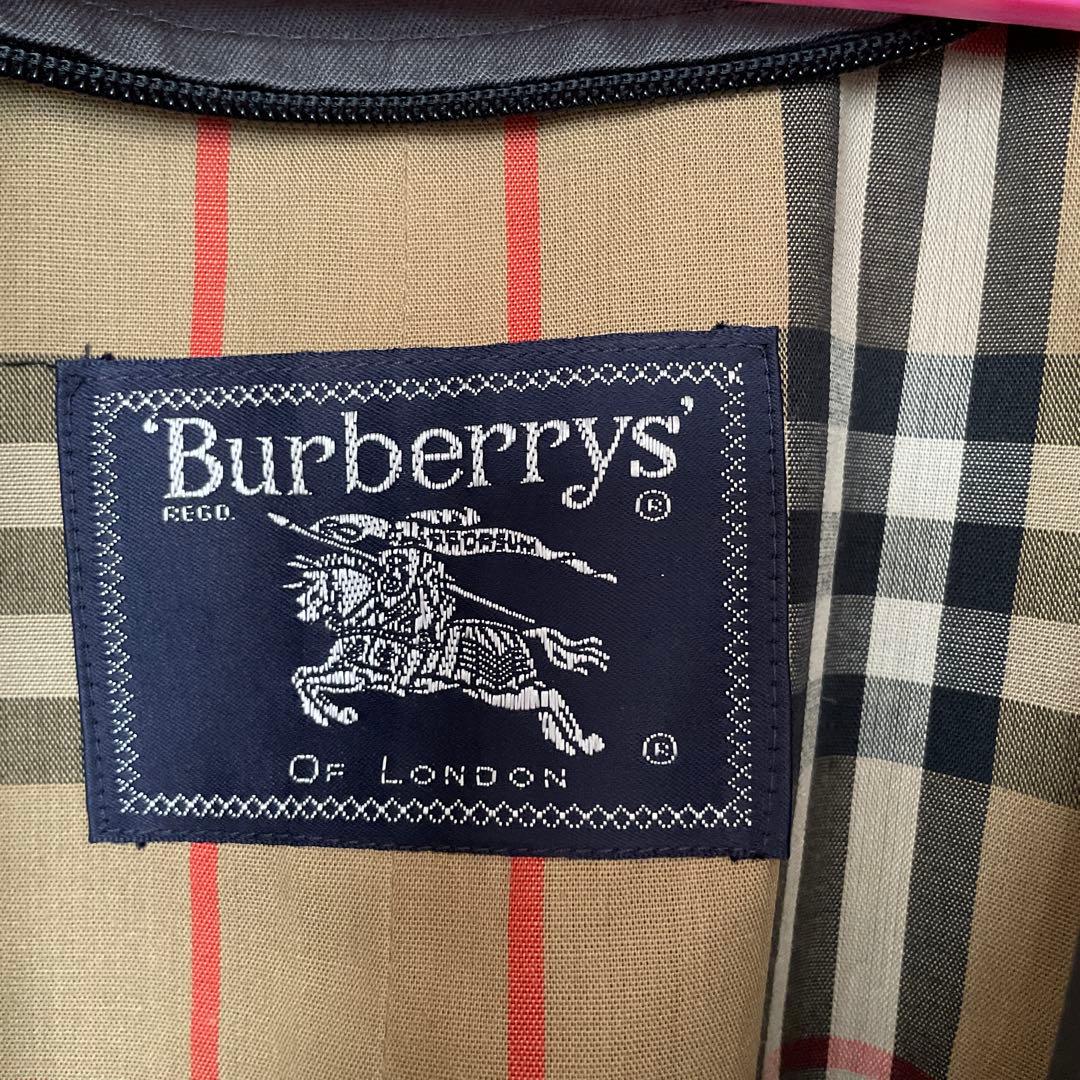 ‘Burberrys’
REGD. ®
PRORSUM
®
OF LONDON